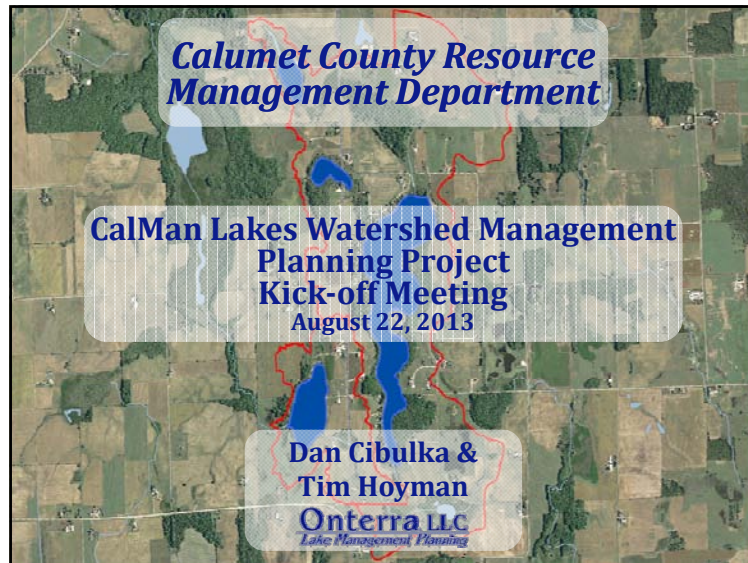 Calumet County Resource
Management Department
CalMan Lakes Watershed Management
Planning Project
Kick-off Meeting
August 22, 2013
Dan Cibulka &
Tim Hoyman
Onterra LLC
Lake Management Planning